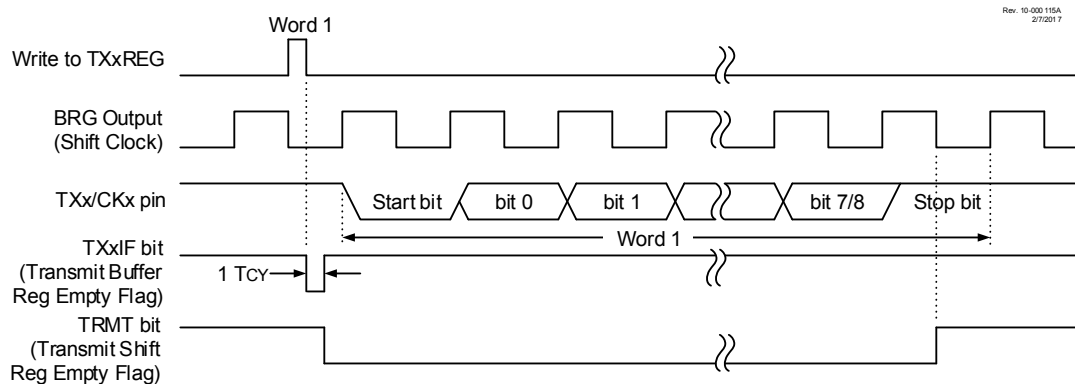 Rev. 10-000 115A
2/7/2017
Word 1
Write to TXxREG
BRG Output
(Shift Clock)
TXx/CKx pin
Start bit
bit 0
bit 1
bit 7/8
Stop bit
Word 1
TXxIF bit
(Transmit Buffer
Reg Empty Flag)
1 TCY
TRMT bit
(Transmit Shift
Reg Empty Flag)